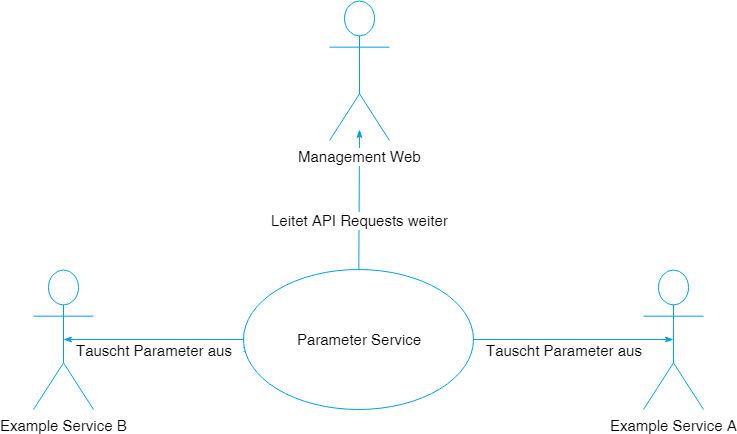 Management Web
Leitet API Requests weiter
Parameter Service
Tauscht Parameter aus
Tauscht Parameter aus
Example Service B
Example Service A